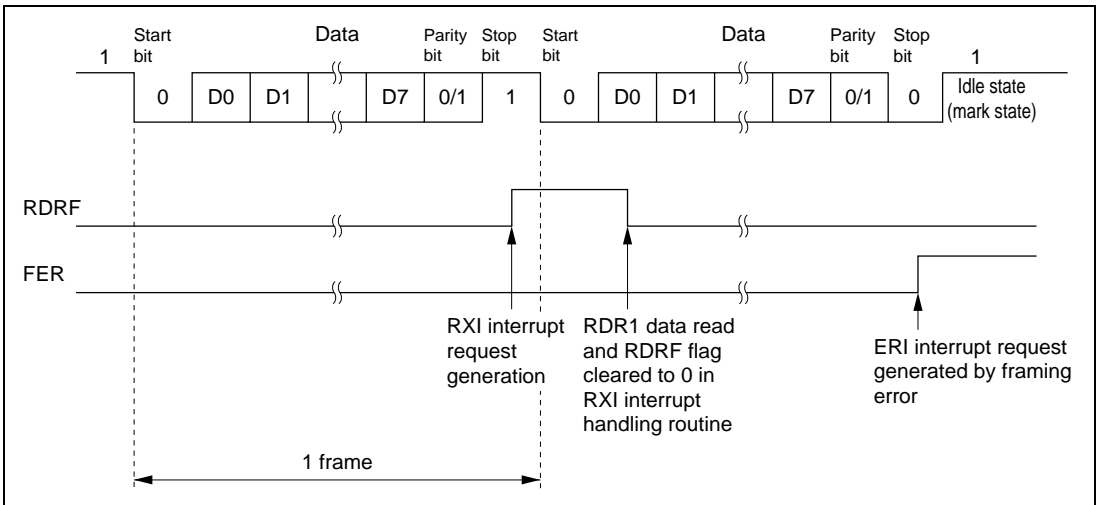 Start bit Data Parity bit Stop bit Start bit Data Parity bit Stop bit
1 1
0 D0 D1 D7 0/1 1 0 D0 D1 D7 0/1 0 Idle state (mark state)
RDRF
FER
RXI interrupt
request
generation
RDR1 data read
and RDRF flag
cleared to 0 in
RXI interrupt
handling routine
ERI interrupt request
generated by framing
error
1 frame